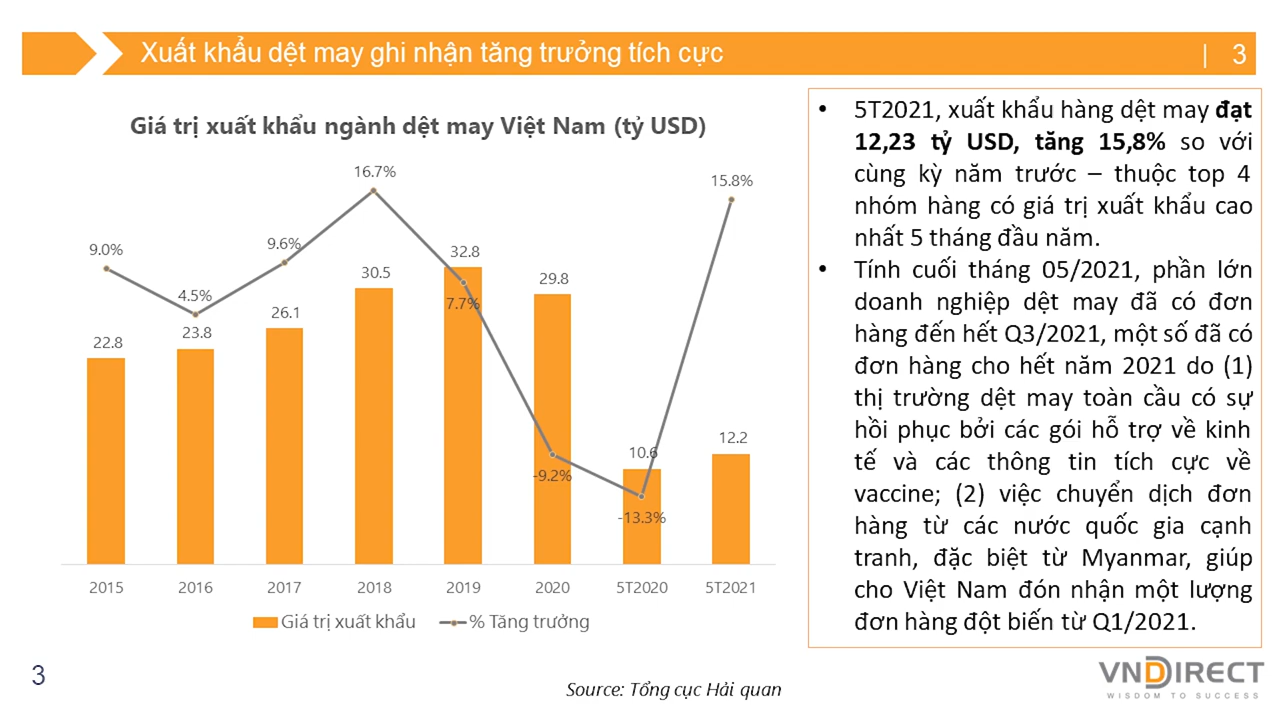 Xuất khẩu dệt may ghi nhận tăng trưởng tích cực
| 3
Giá trị xuất khẩu ngành dệt may Việt Nam (tỷ USD)
9.0%
4.5%
9.6%
16.7%
7.7%
-9.2%
-13.3%
15.8%
22.8
23.8
26.1
30.5
32.8
29.8
10.6
12.2
2015 2016 2017 2018 2019 2020 5T2020 5T2021
Giá trị xuất khẩu % Tăng trưởng
• 5T2021, xuất khẩu hàng dệt may đạt
12,23 tỷ USD, tăng 15,8% so với
cùng kỳ năm trước – thuộc top 4
nhóm hàng có giá trị xuất khẩu cao
nhất 5 tháng đầu năm.
• Tính cuối tháng 05/2021, phần lớn
doanh nghiệp dệt may đã có đơn
hàng đến hết Q3/2021, một số đã có
đơn hàng cho hết năm 2021 do (1)
thị trường dệt may toàn cầu có sự
hồi phục bởi các gói hỗ trợ về kinh
tế và các thông tin tích cực về
vaccine; (2) việc chuyển dịch đơn
hàng từ các nước quốc gia cạnh
tranh, đặc biệt từ Myanmar, giúp
cho Việt Nam đón nhận một lượng
đơn hàng đột biến từ Q1/2021.
3
Source: Tổng cục Hải quan
VNDIRECT
WISDOM TO SUCCESS